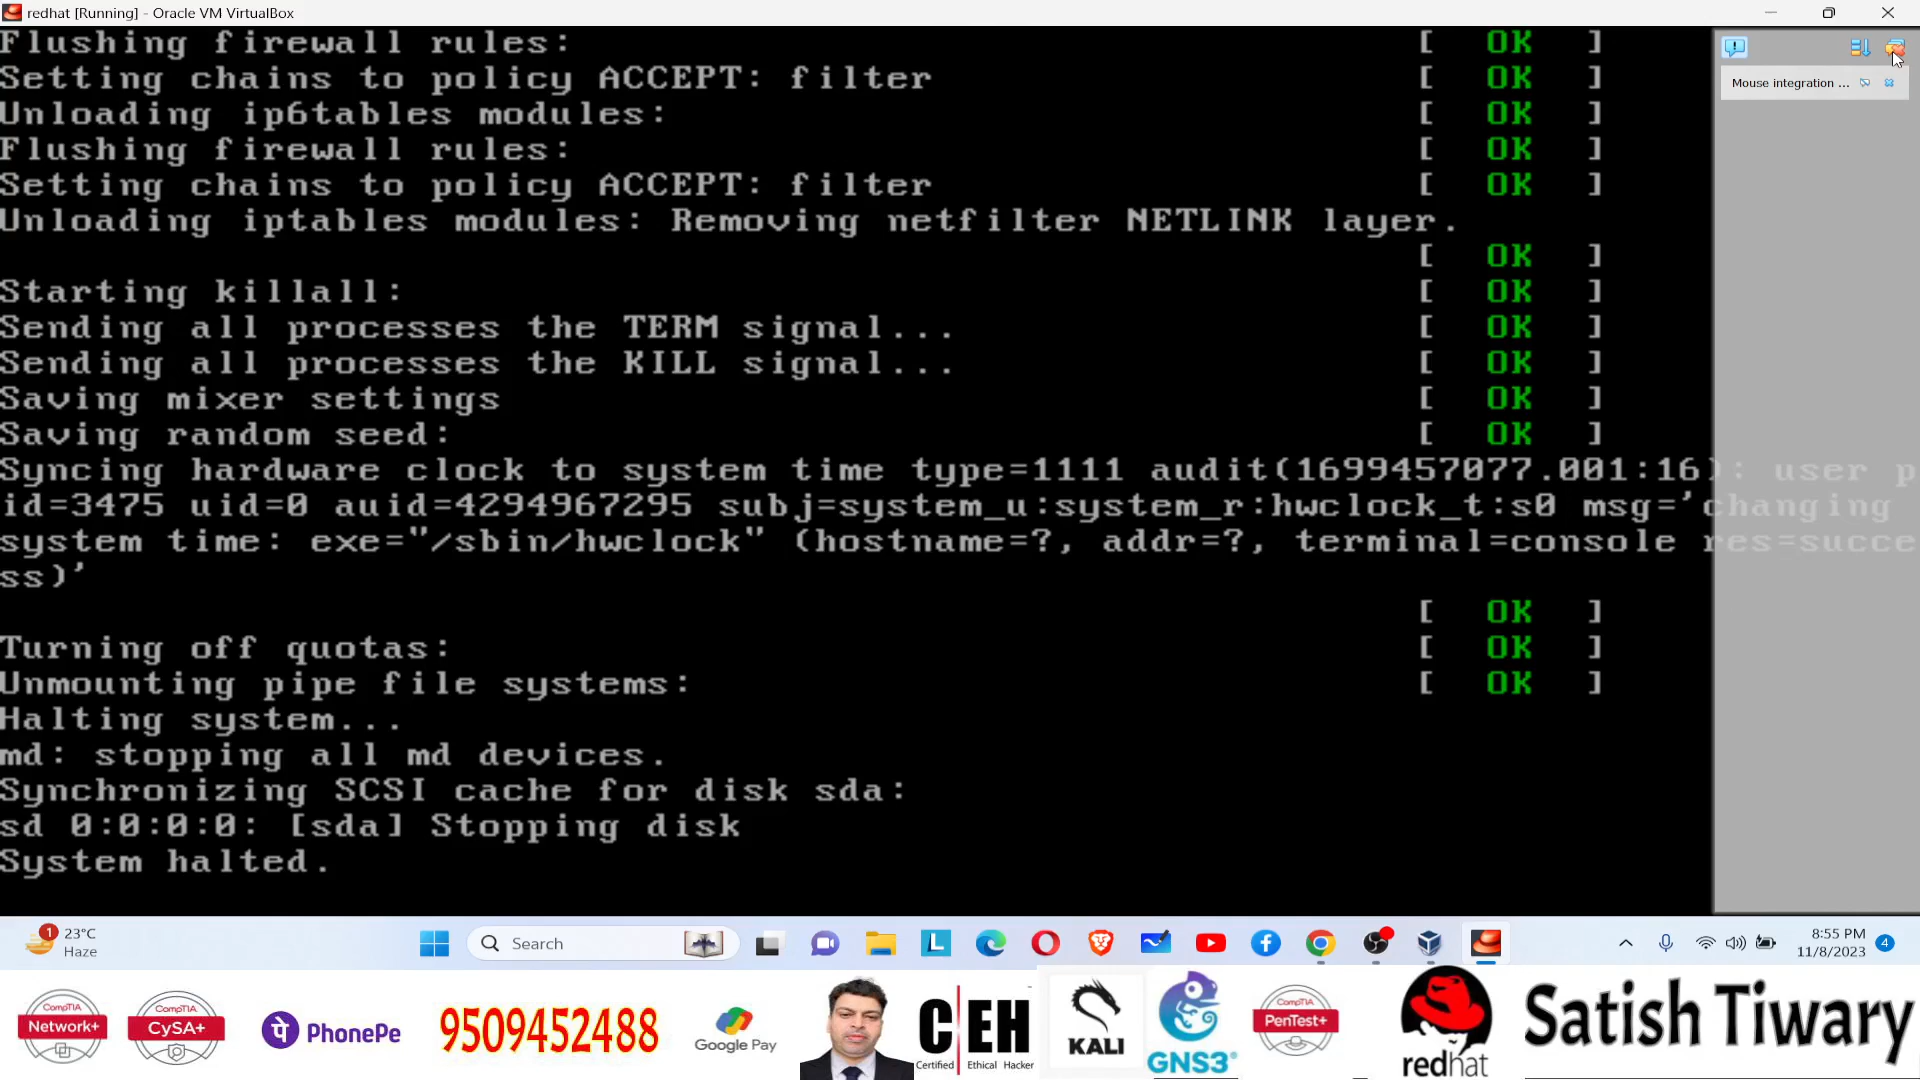 redhat [Running] - Oracle VM VirtualBox
Flushing firewall rules: [ OK ]
Setting chains to policy ACCEPT: filter [ OK ]
Unloading ip6tables modules: [ OK ]
Flushing firewall rules: [ OK ]
Setting chains to policy ACCEPT: filter [ OK ]
Unloading iptables modules: Removing netfilter NETLINK layer.
[ OK ]
Starting killall: [ OK ]
Sending all processes the TERM signal... [ OK ]
Sending all processes the KILL signal... [ OK ]
Saving mixer settings [ OK ]
Saving random seed: [ OK ]
Syncing hardware clock to system time type=1111 audit(1699457077.001:16): user p
id=3475 uid=0 auid=4294967295 subj=system_u:system_r:hwclock_t:s0 msg='changing
system time: exe="/sbin/hwclock" (hostname=?, addr=?, terminal=console res=succe
ss)'
[ OK ]
Turning off quotas: [ OK ]
Unmounting pipe file systems: [ OK ]
Halting system...
md: stopping all md devices.
Synchronizing SCSI cache for disk sda:
sd 0:0:0:0: [sda] Stopping disk
System halted.
Mouse integration ...
1
23°C
Haze
Search
L
8:55 PM
11/8/2023
4
CompTIA
Network+
CompTIA
CySA+
PhonePe
9509452488
Google Pay
CEH
Certified Ethical Hacker
KALI
GNS3
CompTIA
PenTest+
redhat
Satish Tiwary